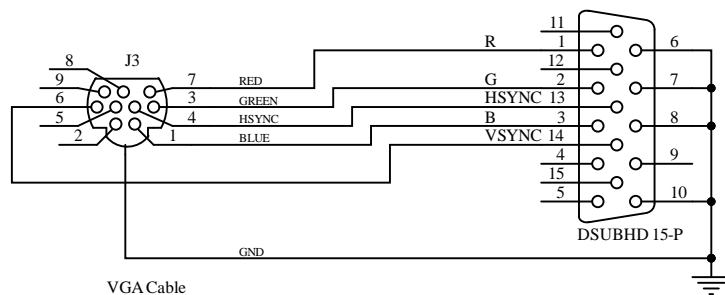 11
R 1 6
8 J3
12
9 7 RED G 2 7
6 3 GREEN HSYNC 13
5 4 HSYNC B 3 8
2 1 BLUE VSYNC 14
4 9
15
5 10
DSUBHD 15-P
GND
VGA Cable